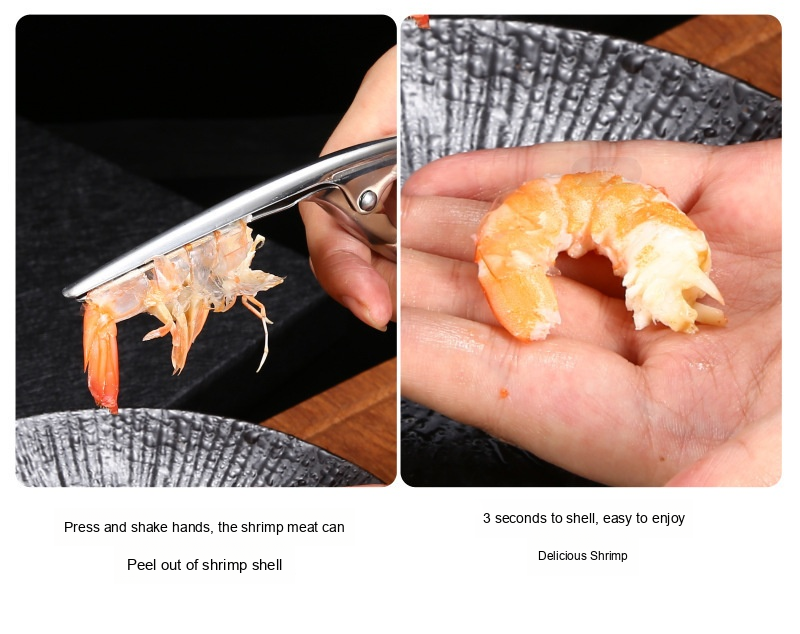 Press and shake hands, the shrimp meat can
Peel out of shrimp shell
3 seconds to shell, easy to enjoy
Delicious Shrimp